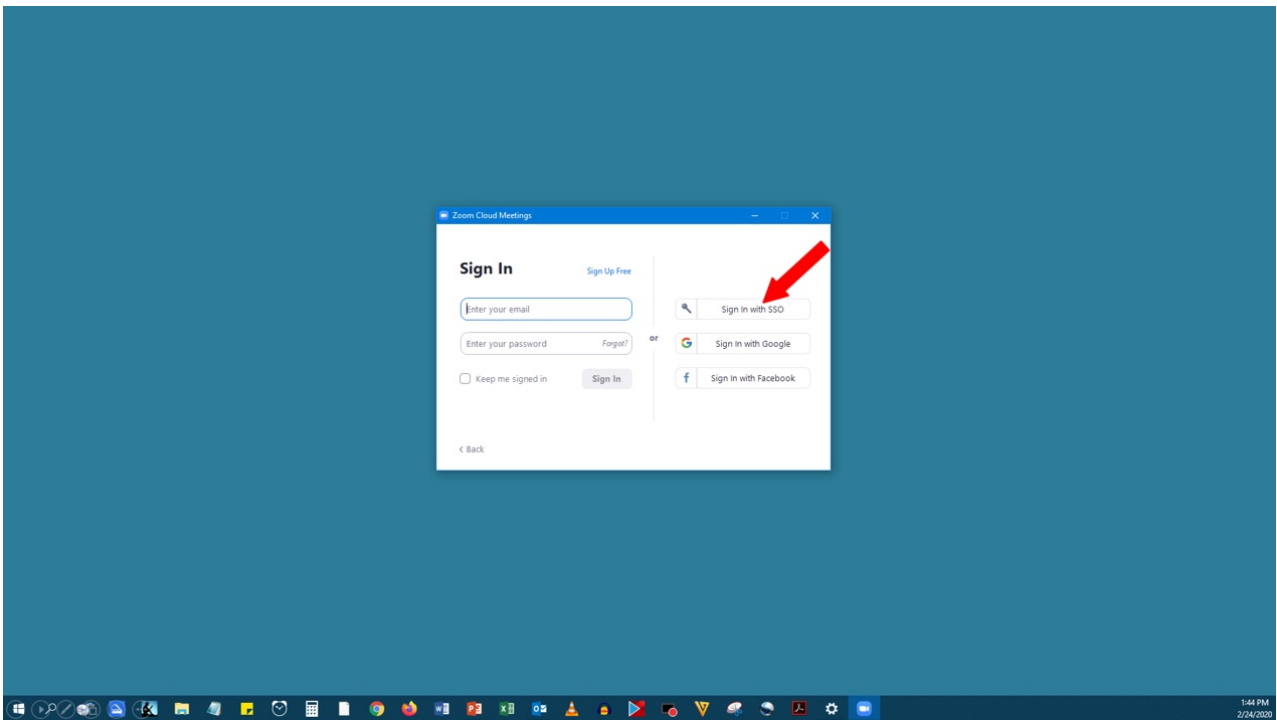 Zoom Cloud Meetings
Sign In
Sign Up Free
Enter your email
Enter your password
Forgot?
Keep me signed in
Sign In
< Back
or
Sign In with SSO
Sign In with Google
Sign In with Facebook
1:44 PM
2/24/2020